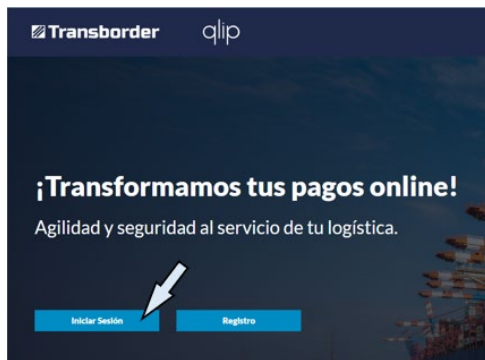 Transborder qlip
¡Transformamos tus pagos online!
Agilidad y seguridad al servicio de tu logística.
Iniciar Sesión Registro